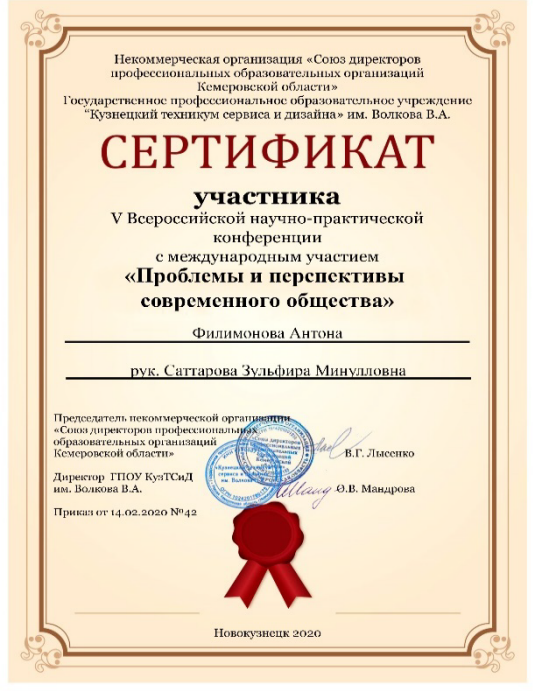 Некоммерческая организация «Союз директоров
профессиональных образовательных организаций
Кемеровской области»
Государственное профессиональное образовательное учреждение
"Кузнецкий техникум сервиса и дизайна» им. Волкова В.А.
СЕРТИФИКАТ
участника
V Всероссийской научно-практической
конференции
с международным участием
«Проблемы и перспективы
современного общества»
Филимонова Антона
рук. Саттарова Зульфира Минулловна
Председатель некоммерческой организации
«Союз директоров профессиональных
образовательных организаций
Кемеровской области»
В.Г. Лысенко
Директор ГПОУ КузТСиД
им. Волкова В.А.
О.В. Мандрова
Приказ от 14.02.2020 №42
Новокузнецк 2020